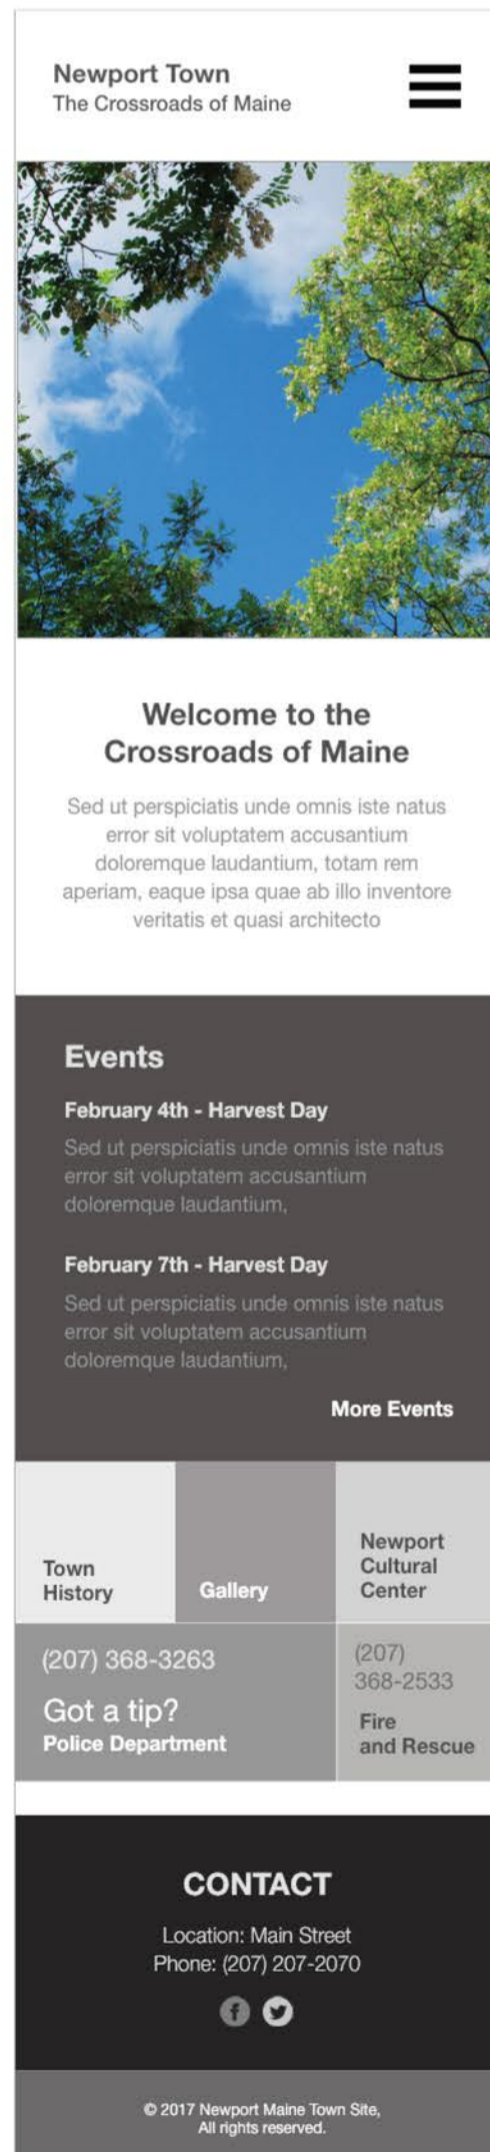 Newport Town
The Crossroads of Maine
Welcome to the
Crossroads of Maine
Sed ut perspiciatis unde omnis iste natus
error sit voluptatem accusantium
doloremque laudantium, totam rem
aperiam, eaque ipsa quae ab illo inventore
veritatis et quasi architecto
Events
February 4th - Harvest Day
Sed ut perspiciatis unde omnis iste natus
error sit voluptatem accusantium
doloremque laudantium,
February 7th - Harvest Day
Sed ut perspiciatis unde omnis iste natus
error sit voluptatem accusantium
doloremque laudantium,
More Events
Town
History
Gallery
Newport
Cultural
Center
(207) 368-3263
Got a tip?
Police Department
(207)
368-2533
Fire
and Rescue
CONTACT
Location: Main Street
Phone: (207) 207-2070
© 2017 Newport Maine Town Site,
All rights reserved.